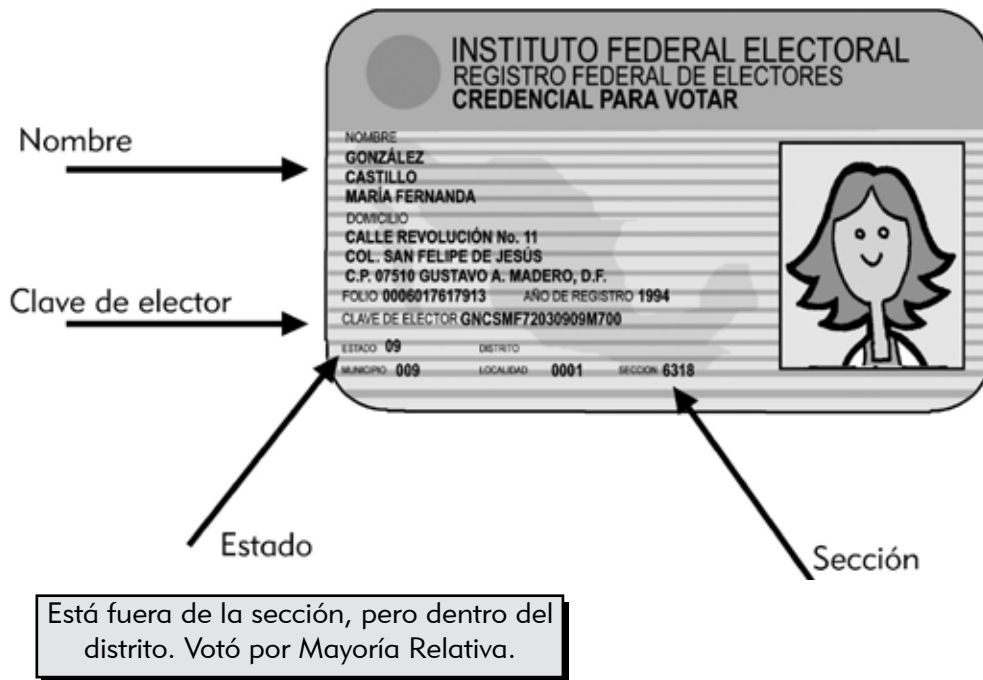 INSTITUTO FEDERAL ELECTORAL
REGISTRO FEDERAL DE ELECTORES
CREDENCIAL PARA VOTAR
Nombre
NOMBRE
GONZÁLEZ
CASTILLO
MARÍA FERNANDA
DOMICILIO
CALLE REVOLUCIÓN No. 11
COL. SAN FELIPE DE JESÚS
C.P. 07510 GUSTAVO A. MADERO, D.F.
FOLIO 0006017617913 AÑO DE REGISTRO 1994
Clave de elector
CLAVE DE ELECTOR GNCSMF72030909M700
ESTADO 09 DISTRITO
MUNICIPIO 009 LOCALIDAD 0001 SECCION 6318
Estado
Sección
Está fuera de la sección, pero dentro del
distrito. Votó por Mayoría Relativa.